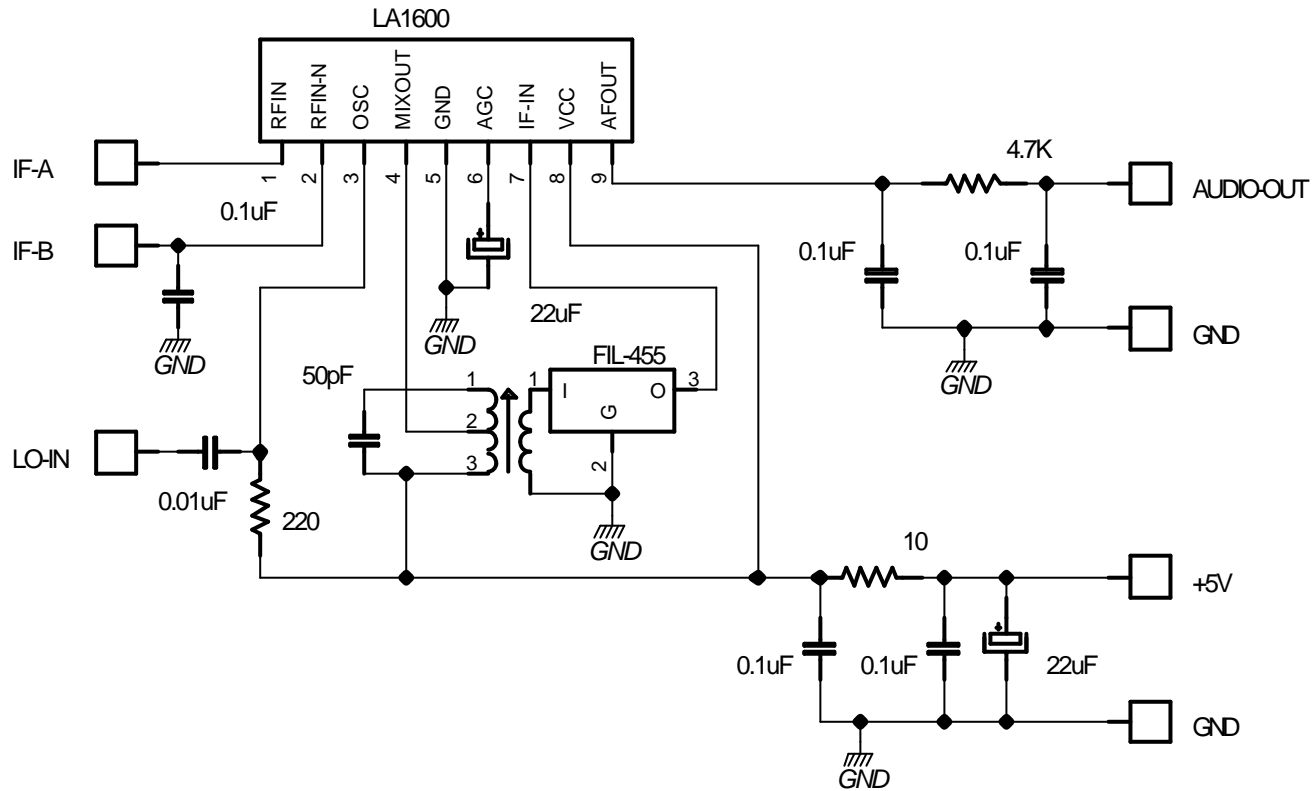 LA1600
RFIN
RFIN-N
OSC
MIXOUT
GND
AGC
IF-IN
VCC
AFOUT
1
2
3
4
5
6
7
8
9
IF-A
4.7K
AUDIO-OUT
0.1uF
IF-B
+
0.1uF
0.1uF
22uF
GND
GND
GND
GND
FIL-455
50pF
1
2
3
1
I
O
3
G
2
LO-IN
0.01uF
220
GND
10
+5V
+
0.1uF
0.1uF
22uF
GND
GND